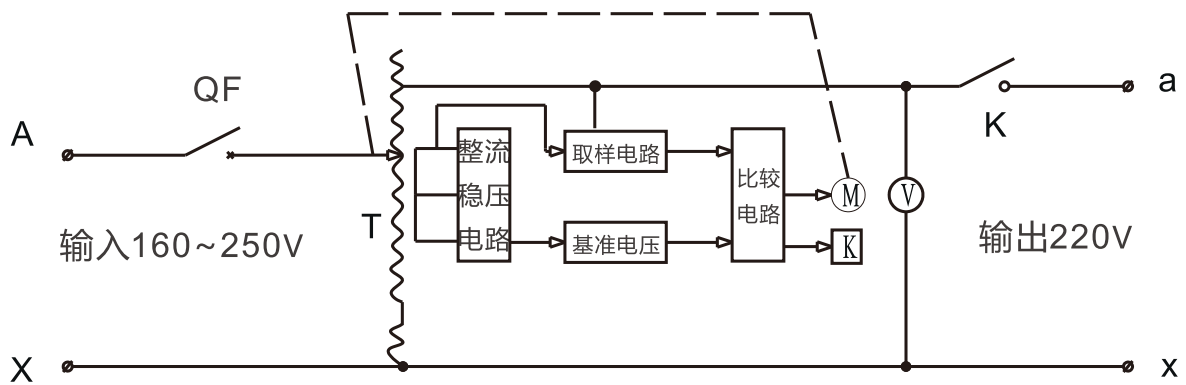 QF
a
A
K
整流
稳压
电路
取样电路
比较
电路
M
V
T
输入160~250V
基准电压
K
输出220V
X
x